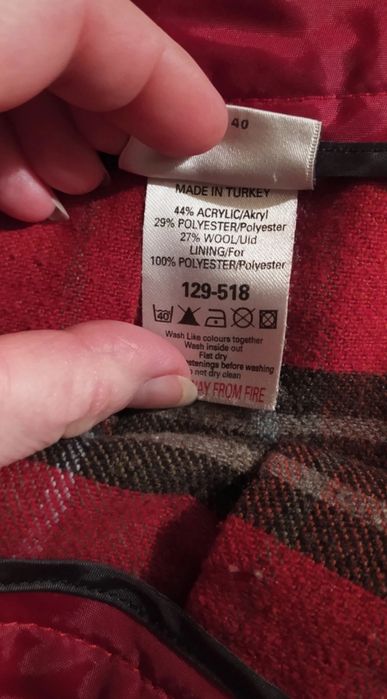 40
MADE IN TURKEY
44% ACRYLIC/Akryl
29% POLYESTER/Polyester
27% WOOL/Uld
LINING/For
100% POLYESTER/Polyester
129-518
40
Wash Like colours together
Wash inside out
Flat dry
before washing
not dry clean
FROM FIRE